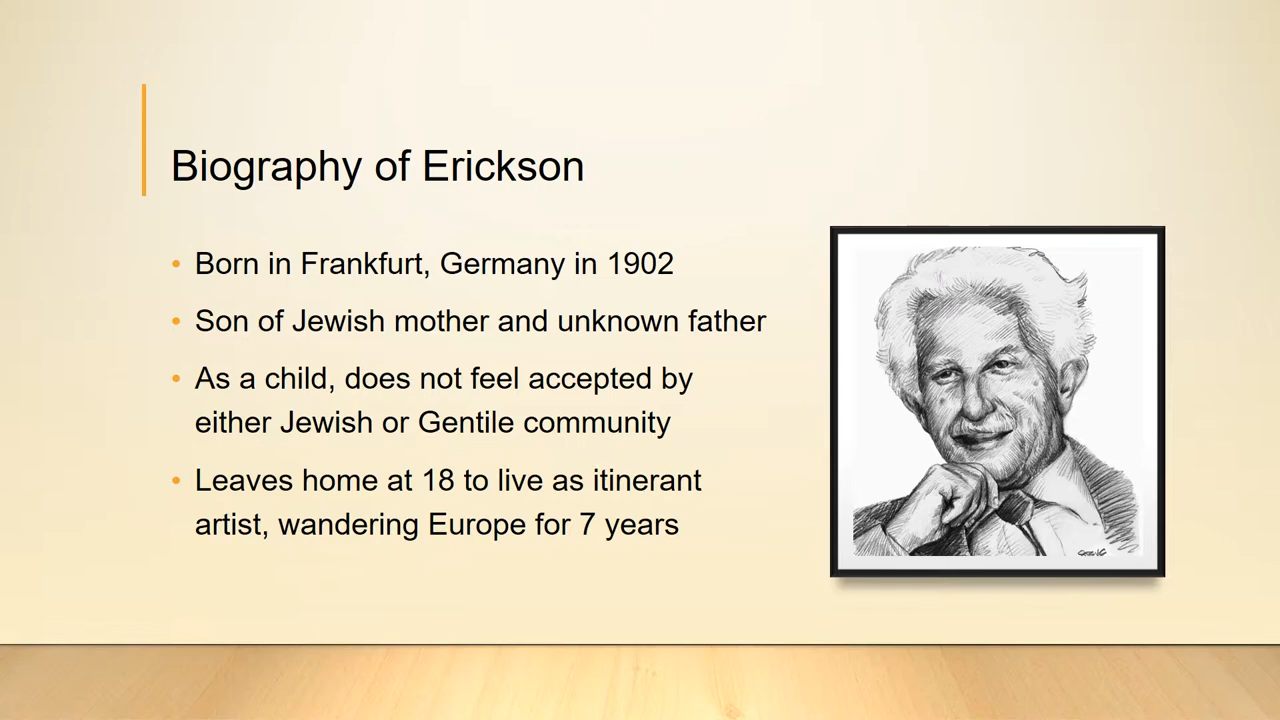 Biography of Erickson
• Born in Frankfurt, Germany in 1902
• Son of Jewish mother and unknown father
• As a child, does not feel accepted by
either Jewish or Gentile community
• Leaves home at 18 to live as itinerant
artist, wandering Europe for 7 years